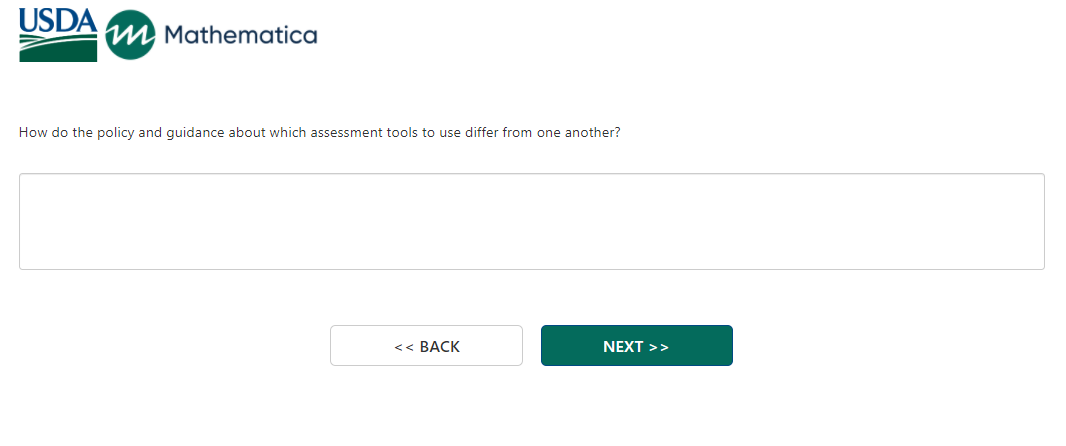 USDA Mathematica
How do the policy and guidance about which assessment tools to use differ from one another?
<< BACK NEXT >>